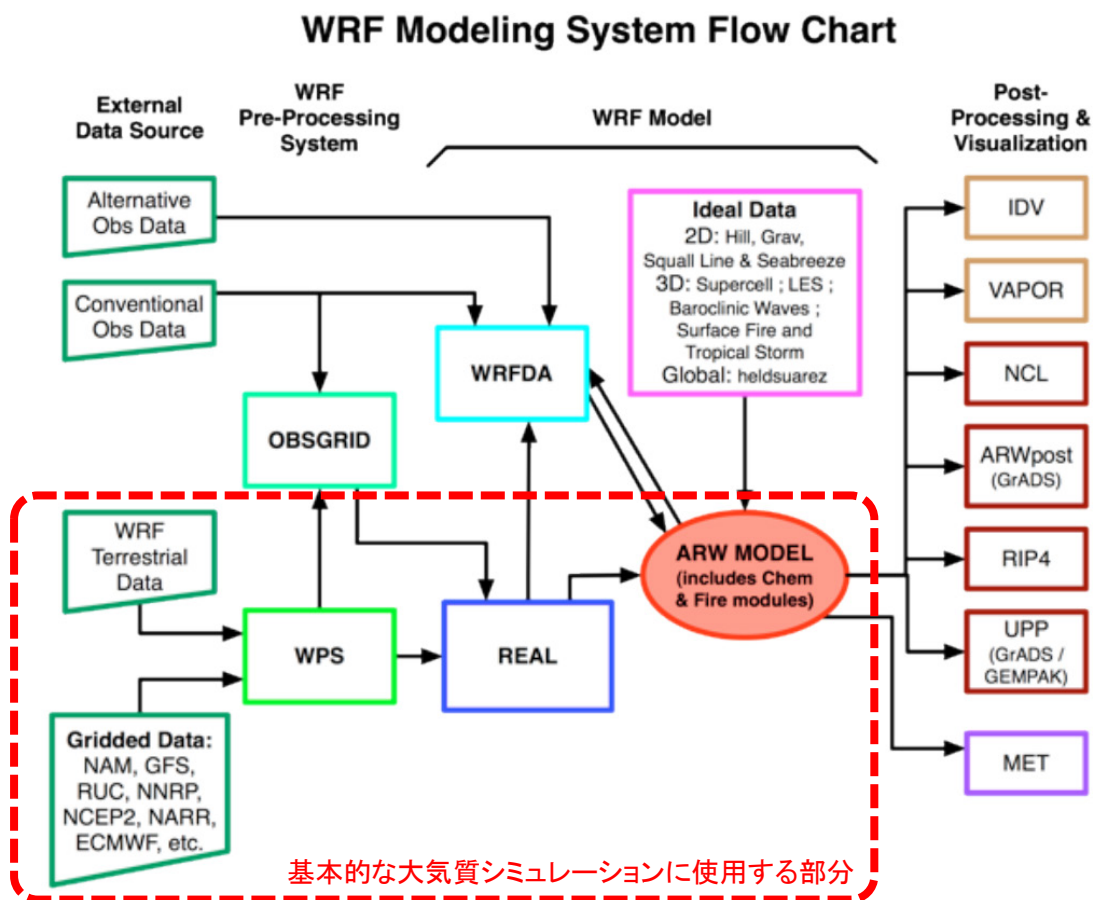 WRF Modeling System Flow Chart
External
Data Source
WRF
Pre-Processing
System
WRF Model
Post-
Processing &
Visualization
Alternative
Obs Data
Conventional
Obs Data
OBSGRID
WRFDA
Ideal Data
2D: Hill, Grav,
Squall Line & Seabreeze
3D: Supercell ; LES ;
Baroclinic Waves ;
Surface Fire and
Tropical Storm
Global: heldsuarez
WRF
Terrestrial
Data
WPS
REAL
ARW MODEL
(includes Chem
& Fire modules)
Gridded Data:
NAM, GFS,
RUC, NNRP,
NCEP2, NARR,
ECMWF, etc.
基本的な大気質シミュレーションに使用する部分
IDV
VAPOR
NCL
ARWpost
(GrADS)
RIP4
UPP
(GrADS /
GEMPAK)
MET